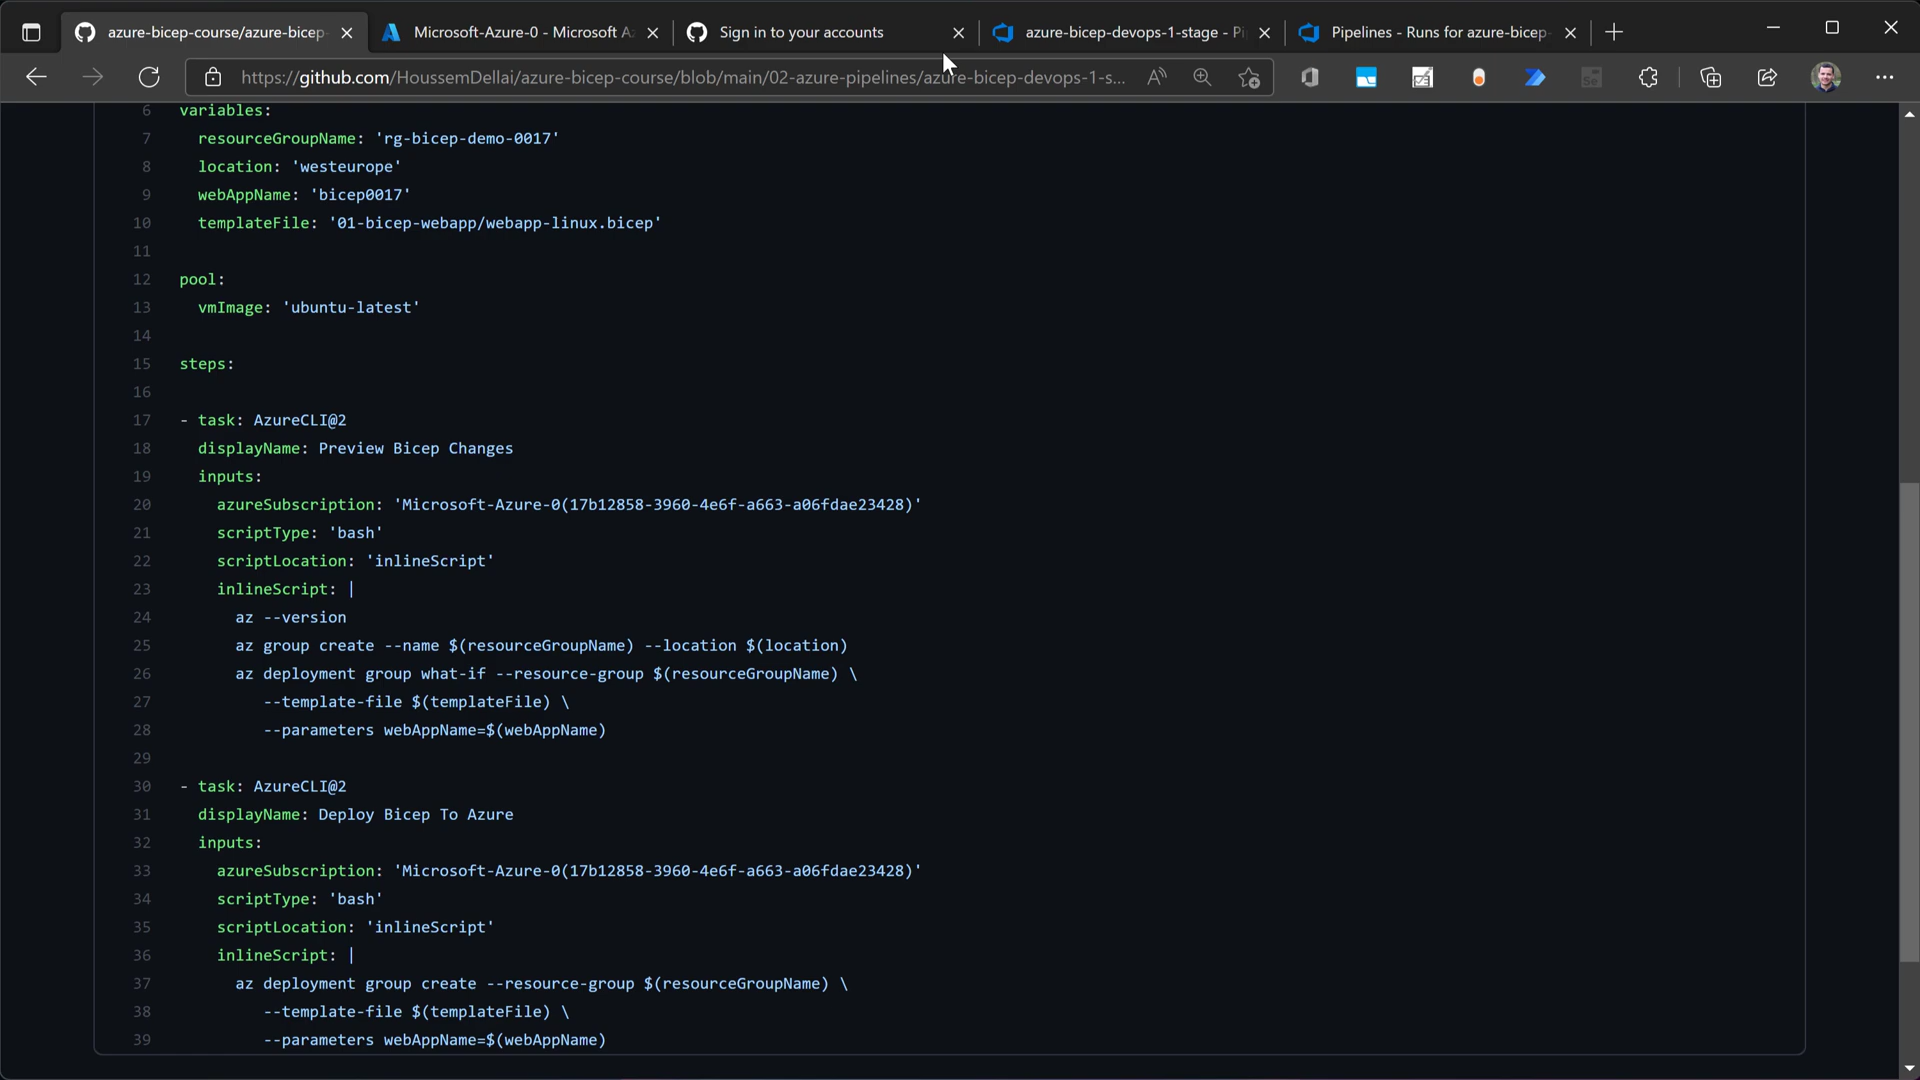 azure-bicep-course/azure-bicep-
Microsoft-Azure-0 - Microsoft A
Sign in to your accounts
azure-bicep-devops-1-stage - Pi
Pipelines - Runs for azure-bicep-
https://github.com/HoussemDellai/azure-bicep-course/blob/main/02-azure-pipelines/azure-bicep-devops-1-s...
6 variables:
7 resourceGroupName: 'rg-bicep-demo-0017'
8 location: 'westeurope'
9 webAppName: 'bicep0017'
10 templateFile: '01-bicep-webapp/webapp-linux.bicep'
11
12 pool:
13 vmImage: 'ubuntu-latest'
14
15 steps:
16
17 - task: AzureCLI@2
18 displayName: Preview Bicep Changes
19 inputs:
20 azureSubscription: 'Microsoft-Azure-0(17b12858-3960-4e6f-a663-a06fdae23428)'
21 scriptType: 'bash'
22 scriptLocation: 'inlineScript'
23 inlineScript: |
24 az --version
25 az group create --name $(resourceGroupName) --location $(location)
26 az deployment group what-if --resource-group $(resourceGroupName) \
27 --template-file $(templateFile) \
28 --parameters webAppName=$(webAppName)
29
30 - task: AzureCLI@2
31 displayName: Deploy Bicep To Azure
32 inputs:
33 azureSubscription: 'Microsoft-Azure-0(17b12858-3960-4e6f-a663-a06fdae23428)'
34 scriptType: 'bash'
35 scriptLocation: 'inlineScript'
36 inlineScript: |
37 az deployment group create --resource-group $(resourceGroupName) \
38 --template-file $(templateFile) \
39 --parameters webAppName=$(webAppName)